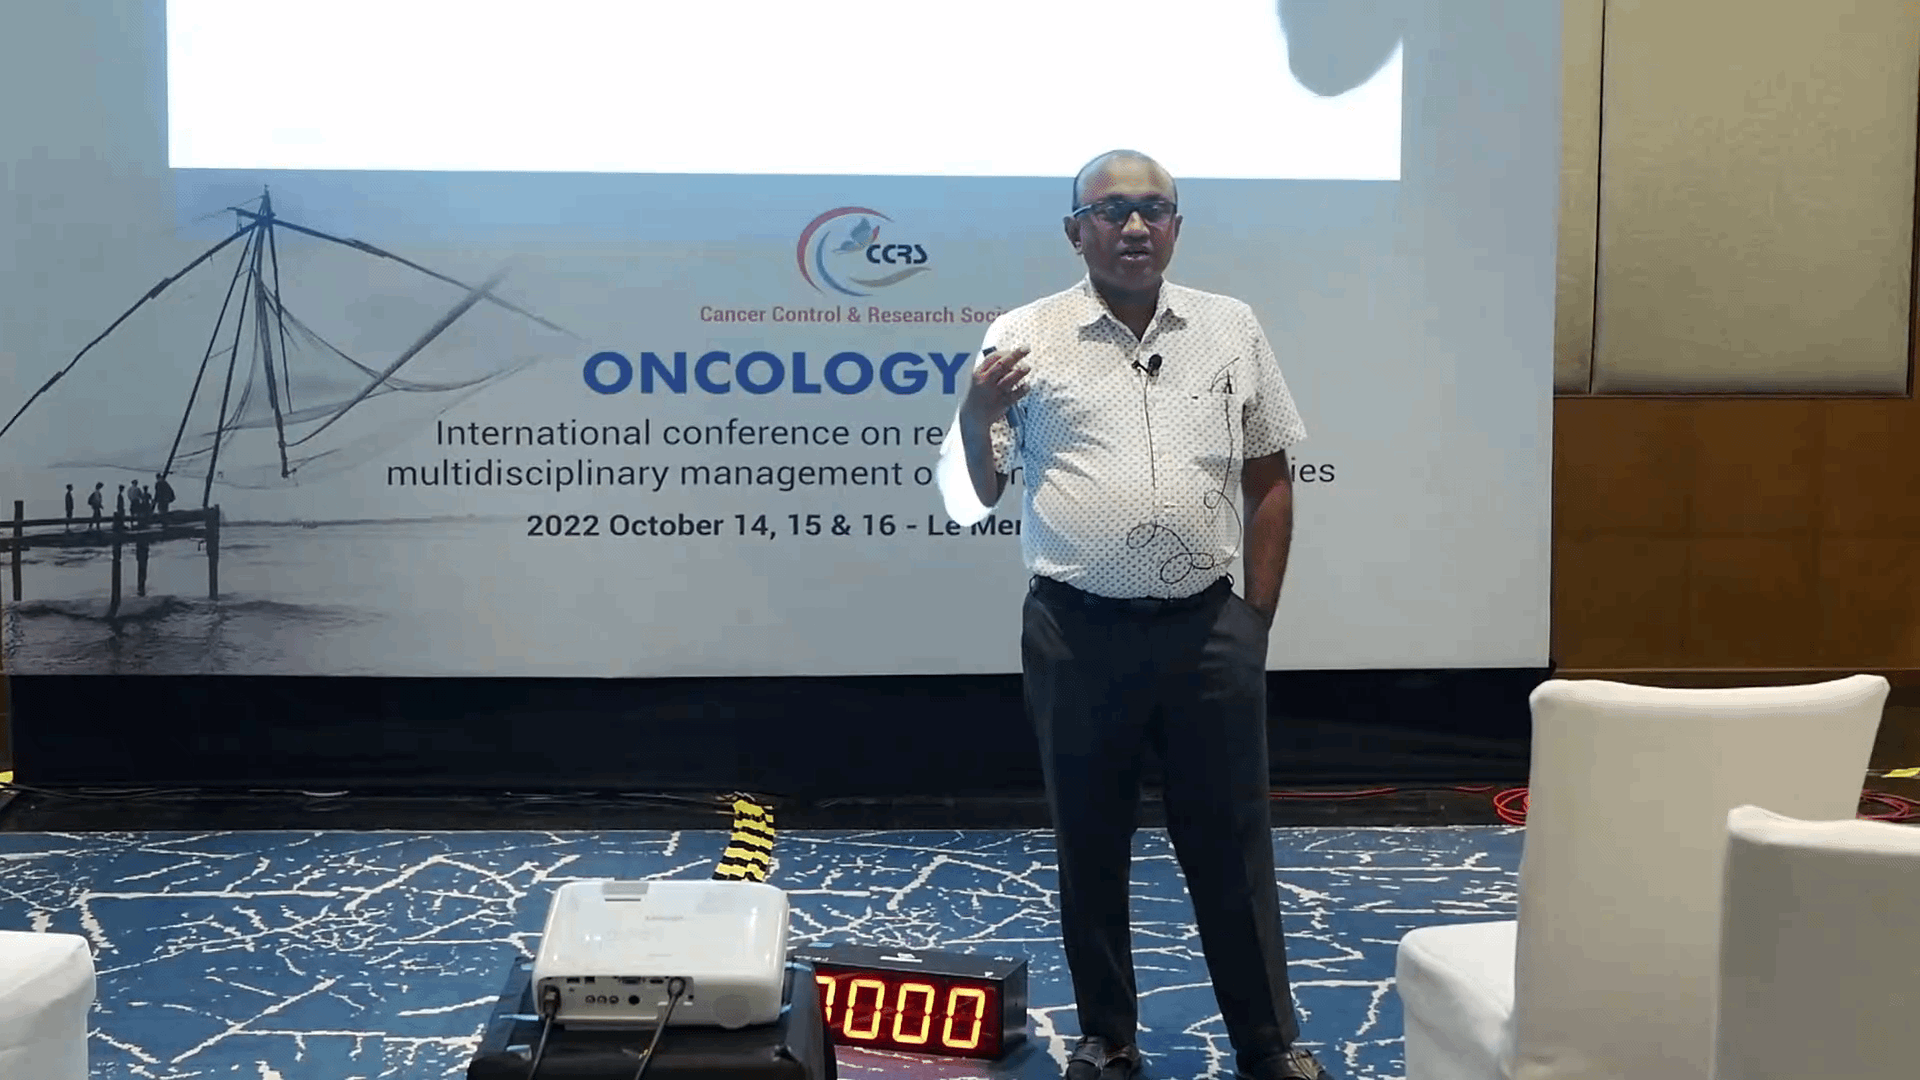 CCRS
Cancer Control & Research Soci
ONCOLOGY
International conference on re
multidisciplinary management o ies
2022 October 14, 15 & 16 - Le Mer
0000